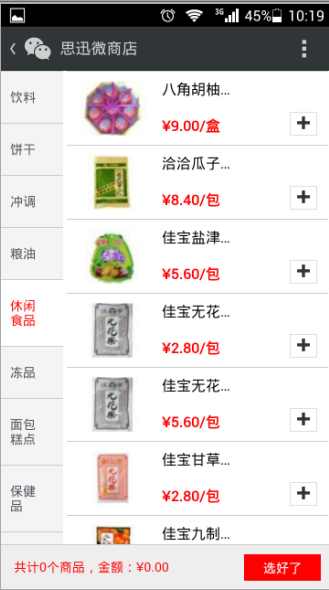 3G 45% 10:19
思迅微商店
饮料
饼干
冲调
粮油
休闲
食品
冻品
面包
糕点
保健
品
八角胡柚...
¥9.00/盒
洽洽瓜子...
¥8.40/包
佳宝盐津...
¥5.60/包
佳宝无花...
¥2.80/包
佳宝无花...
¥5.60/包
佳宝甘草...
¥2.80/包
佳宝九制...
共计0个商品，金额：¥0.00
选好了